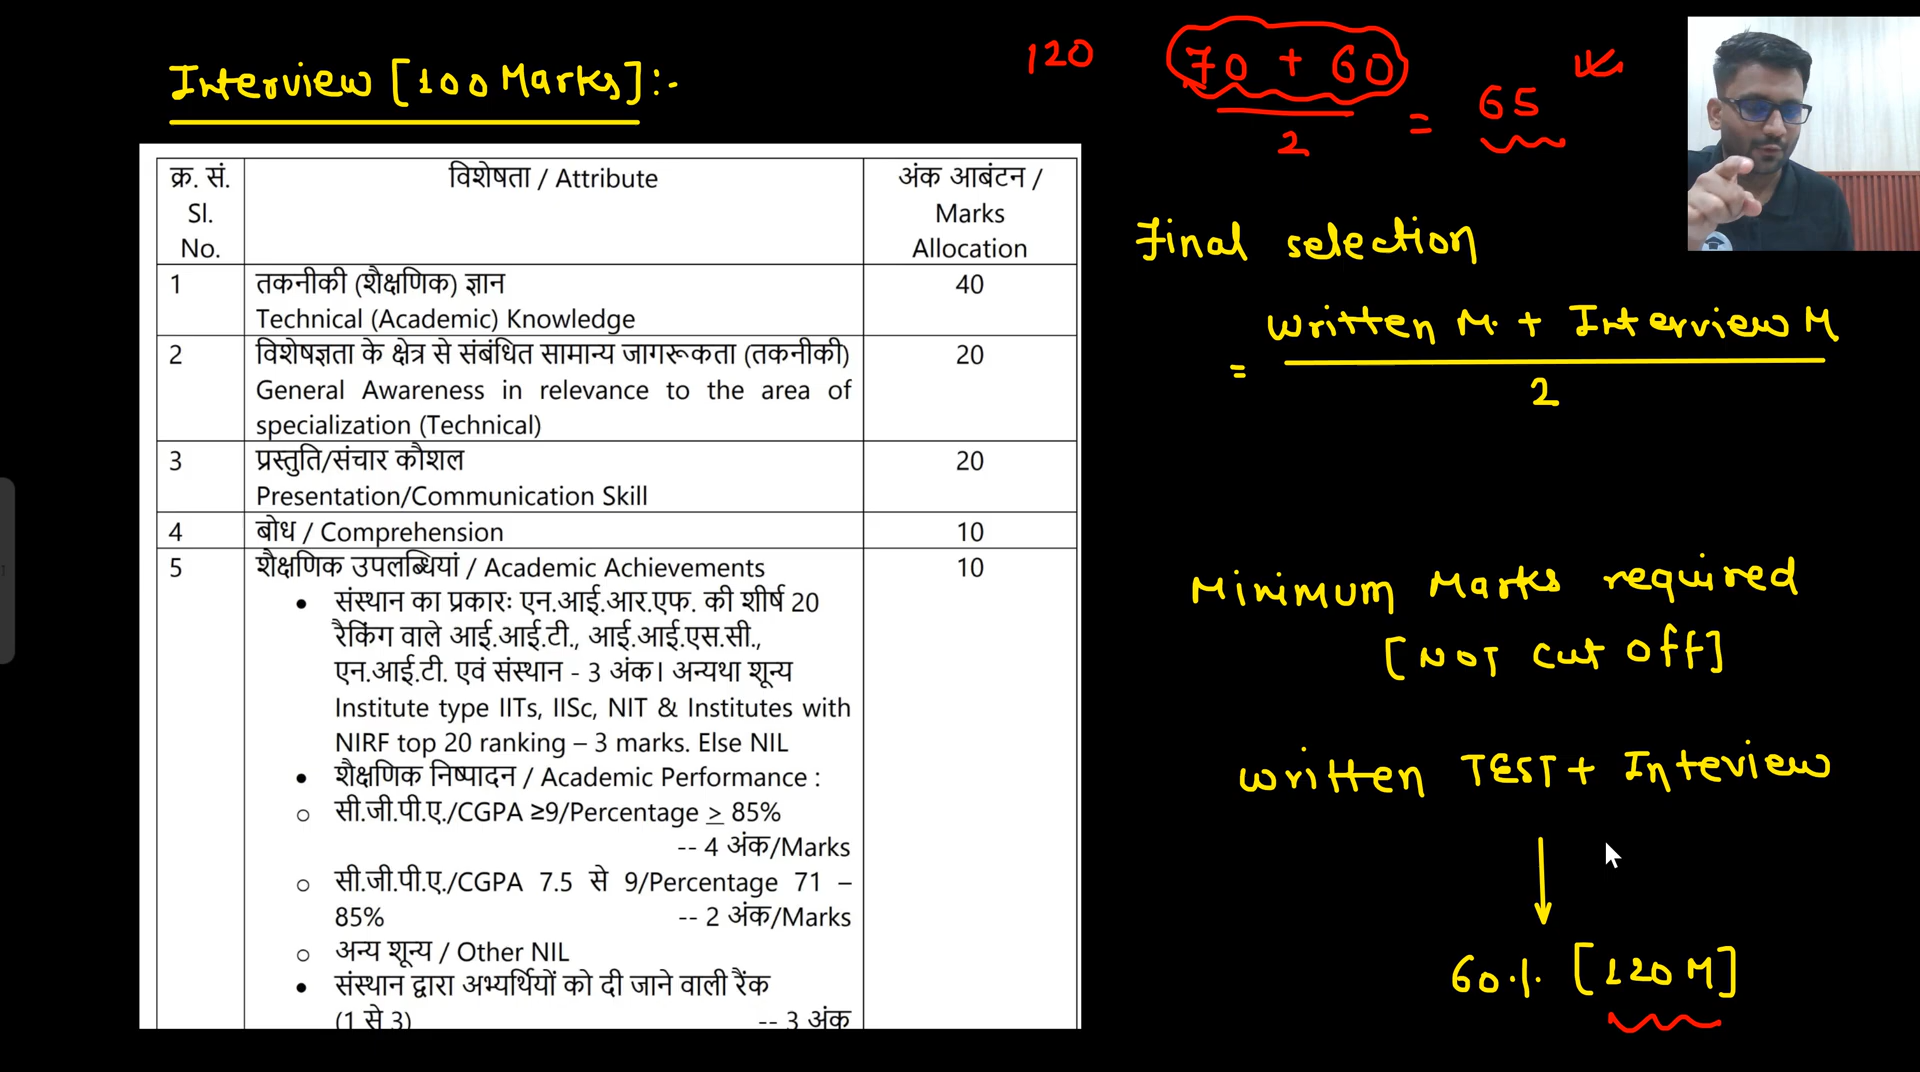 Interview [100 Marks]:-
120
70 + 60
2
= 65
क्र. सं.
Sl.
No.
विशेषता / Attribute
अंक आबंटन /
Marks
Allocation
1
तकनीकी (शैक्षणिक) ज्ञान
Technical (Academic) Knowledge
40
2
विशेषज्ञता के क्षेत्र से संबंधित सामान्य जागरूकता (तकनीकी)
General Awareness in relevance to the area of
specialization (Technical)
20
3
प्रस्तुति/संचार कौशल
Presentation/Communication Skill
20
4
बोध / Comprehension
10
5
शैक्षणिक उपलब्धियां / Academic Achievements
10
• संस्थान का प्रकारः एन.आई.आर.एफ. की शीर्ष 20
रैकिंग वाले आई.आई.टी., आई.आई.एस.सी.,
एन.आई.टी. एवं संस्थान - 3 अंक। अन्यथा शून्य
Institute type IITs, IISc, NIT & Institutes with
NIRF top 20 ranking – 3 marks. Else NIL
• शैक्षणिक निष्पादन / Academic Performance :
o सी.जी.पी.ए./CGPA ≥9/Percentage > 85%
-- 4 अंक/Marks
o सी.जी.पी.ए./CGPA 7.5 से 9/Percentage 71 –
85% -- 2 अंक/Marks
o अन्य शून्य / Other NIL
• संस्थान द्वारा अभ्यर्थियों को दी जाने वाली रैंक
(1 से 3) -- 3 अंक
Final selection
= Written M. + Interview M
2
Minimum Marks required
[NOT cut off]
Written TEST + Interview
60% [120 M]